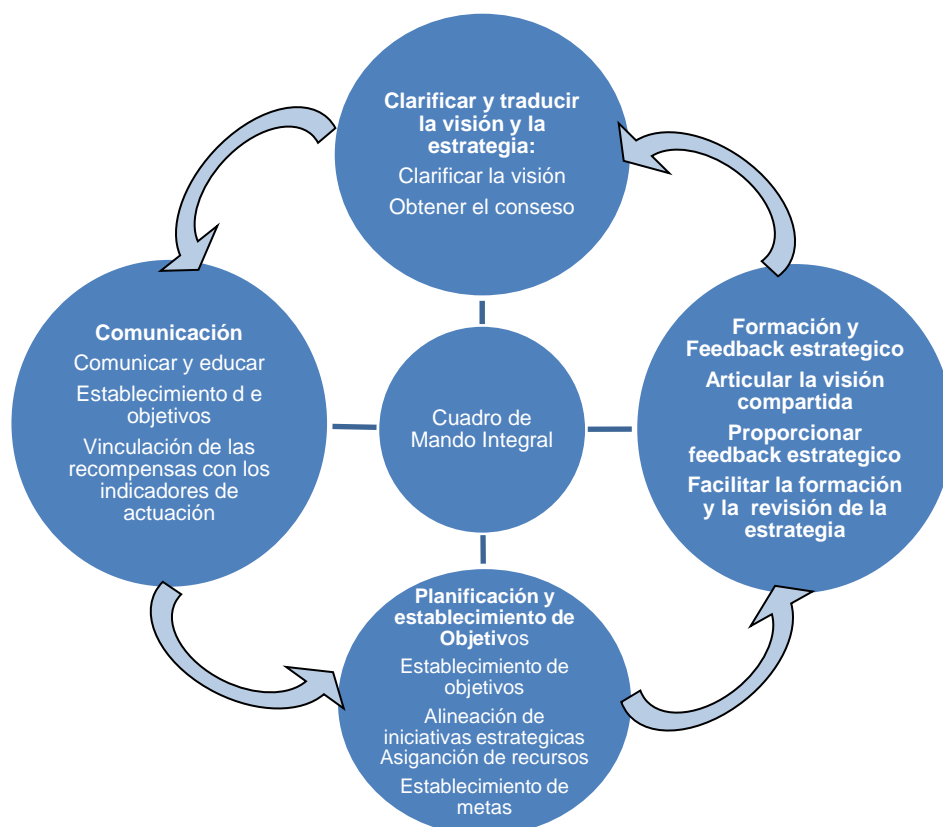 Clarificar y traducir
la visión y la
estrategia:
Clarificar la visión
Obtener el conseso
Comunicación
Comunicar y educar
Establecimiento d e
objetivos
Vinculación de las
recompensas con los
indicadores de
actuación
Cuadro de
Mando Integral
Formación y
Feedback estrategico
Articular la visión
compartida
Proporcionar
feedback estrategico
Facilitar la formación
y la revisión de la
estrategia
Planificación y
establecimiento de
Objetivos
Establecimiento de
objetivos
Alineación de
iniciativas estrategicas
Asiganción de recursos
Establecimiento de
metas